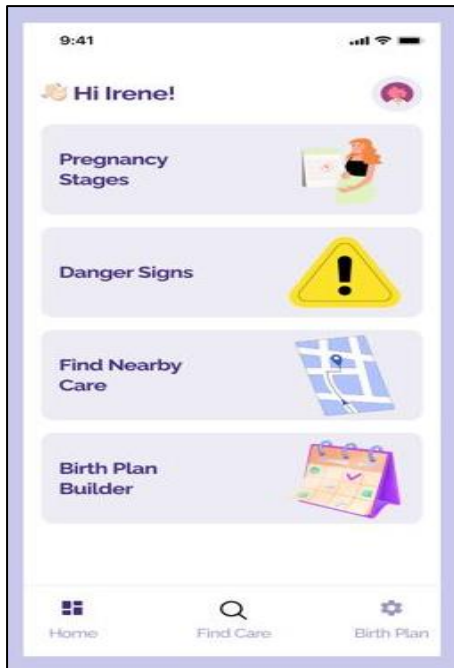 9:41
Hi Irene!
Pregnancy
Stages
Danger Signs
Find Nearby
Care
Birth Plan
Builder
Home Find Care Birth Plan